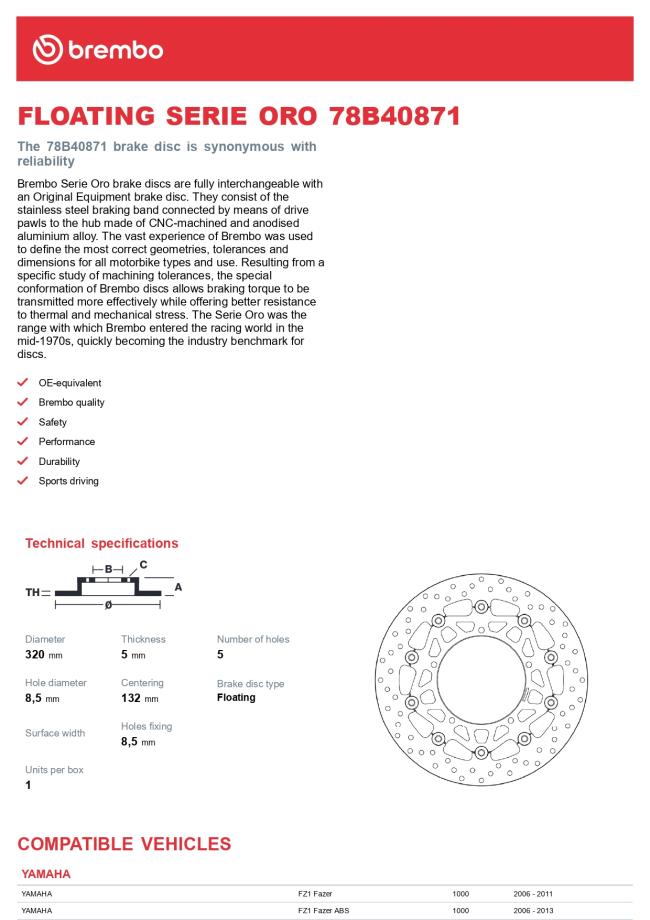 brembo
FLOATING SERIE ORO 78B40871
The 78B40871 brake disc is synonymous with
reliability
Brembo Serie Oro brake discs are fully interchangeable with
an Original Equipment brake disc. They consist of the
stainless steel braking band connected by means of drive
pawls to the hub made of CNC-machined and anodised
aluminium alloy. The vast experience of Brembo was used
to define the most correct geometries, tolerances and
dimensions for all motorbike types and use. Resulting from a
specific study of machining tolerances, the special
conformation of Brembo discs allows braking torque to be
transmitted more effectively while offering better resistance
to thermal and mechanical stress. The Serie Oro was the
range with which Brembo entered the racing world in the
mid-1970s, quickly becoming the industry benchmark for
discs.
OE-equivalent
Brembo quality
Safety
Performance
Durability
Sports driving
Technical specifications
B C
TH A
Ø
Diameter Thickness Number of holes
320 mm 5 mm 5
Hole diameter Centering Brake disc type
8,5 mm 132 mm Floating
Surface width Holes fixing
8,5 mm
Units per box
1
COMPATIBLE VEHICLES
YAMAHA
YAMAHA FZ1 Fazer 1000 2006 - 2011
YAMAHA FZ1 Fazer ABS 1000 2006 - 2013